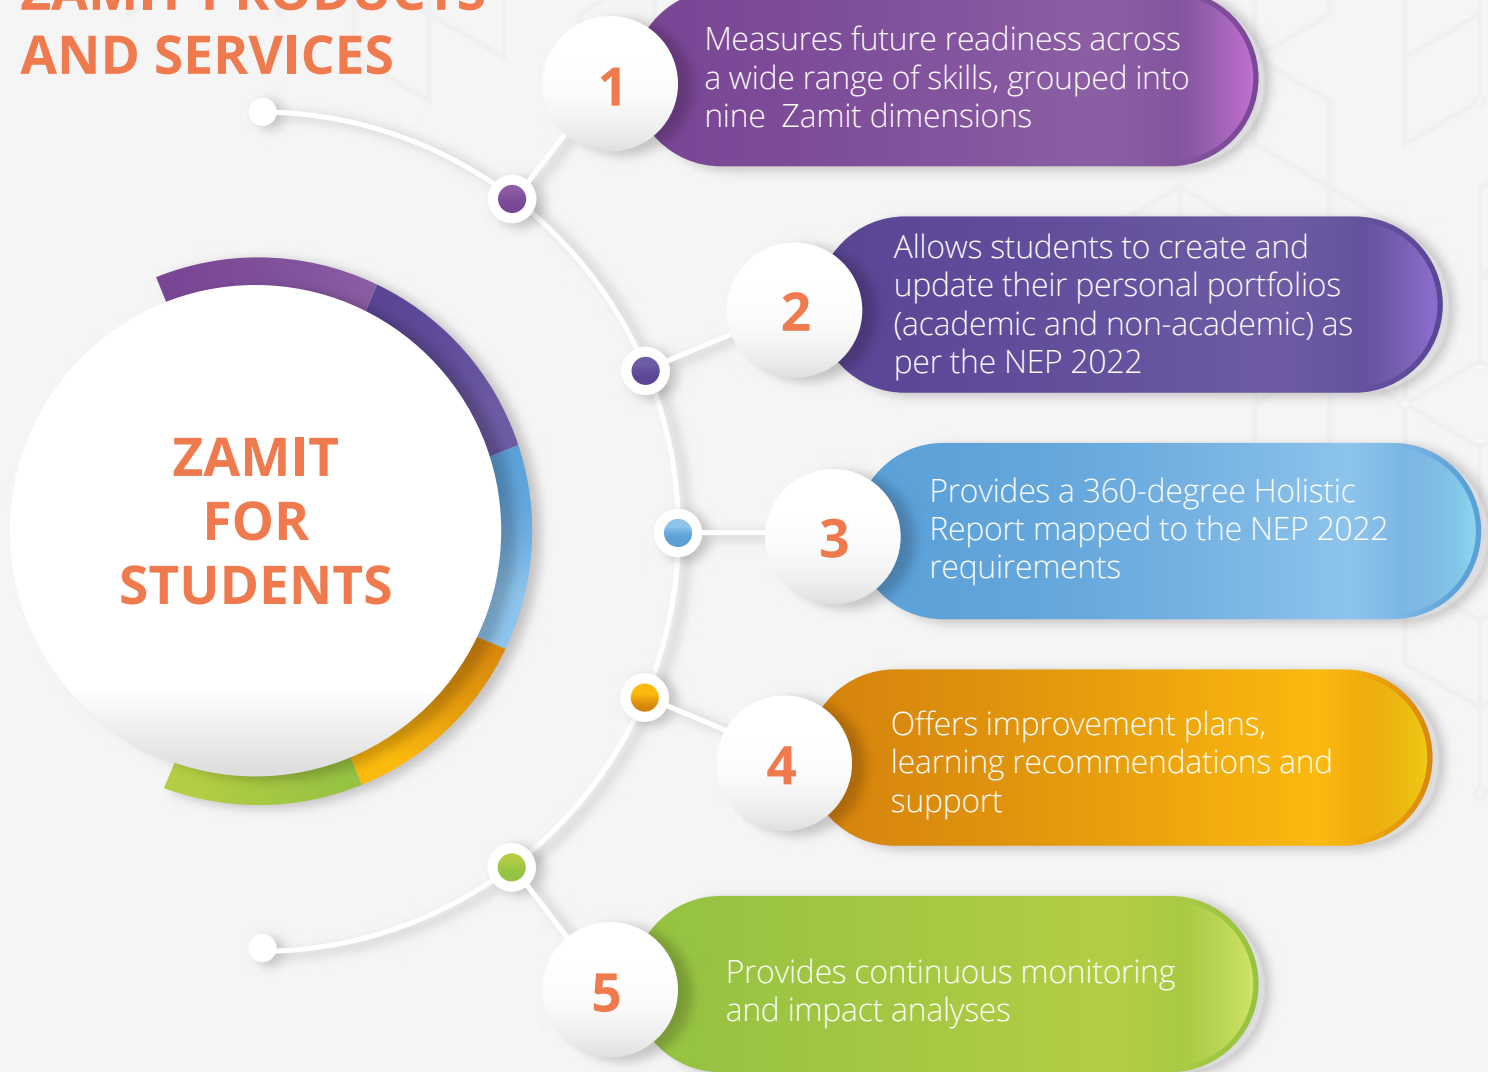 ZAMIT PRODUCTS
AND SERVICES
ZAMIT
FOR
STUDENTS
1
Measures future readiness across
a wide range of skills, grouped into
nine Zamit dimensions
2
Allows students to create and
update their personal portfolios
(academic and non-academic) as
per the NEP 2022
3
Provides a 360-degree Holistic
Report mapped to the NEP 2022
requirements
4
Offers improvement plans,
learning recommendations and
support
5
Provides continuous monitoring
and impact analyses